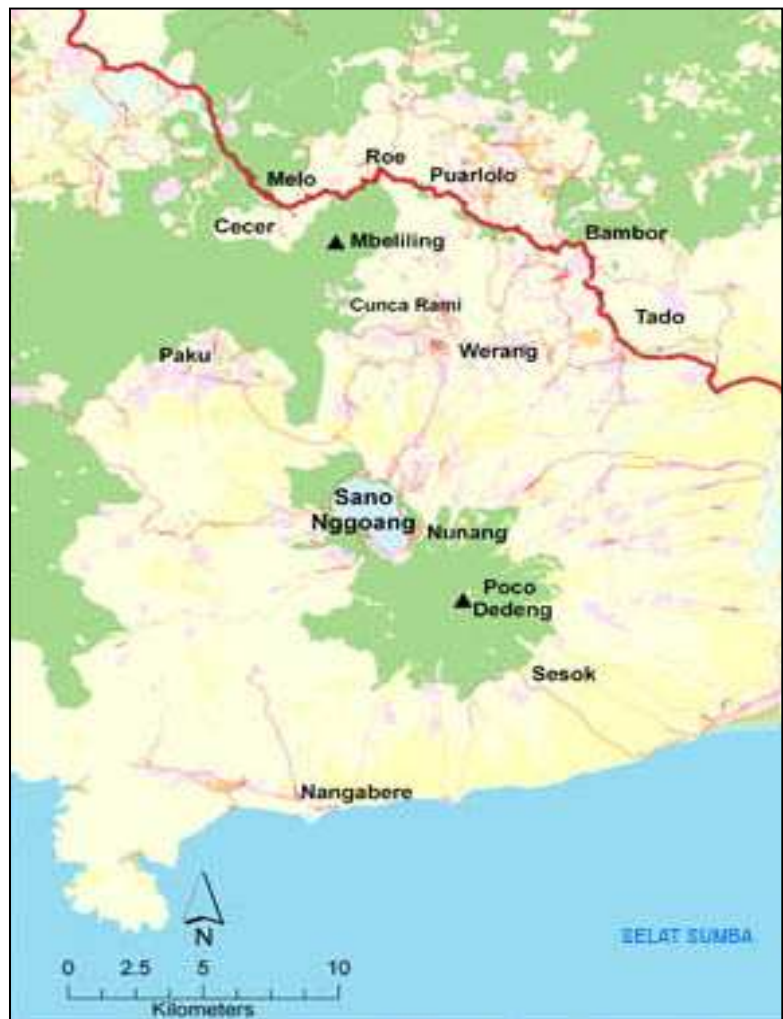 Roe
Melo
Puarlolo
Cecer
Mbeliling
Bambor
Cunca Rami
Tado
Paku
Werang
Sano
Nggoang
Nunang
Poco
Dedeng
Sesok
Nangabere
N
SELAT SUMBA
0 2.5 5 10
Kilometers